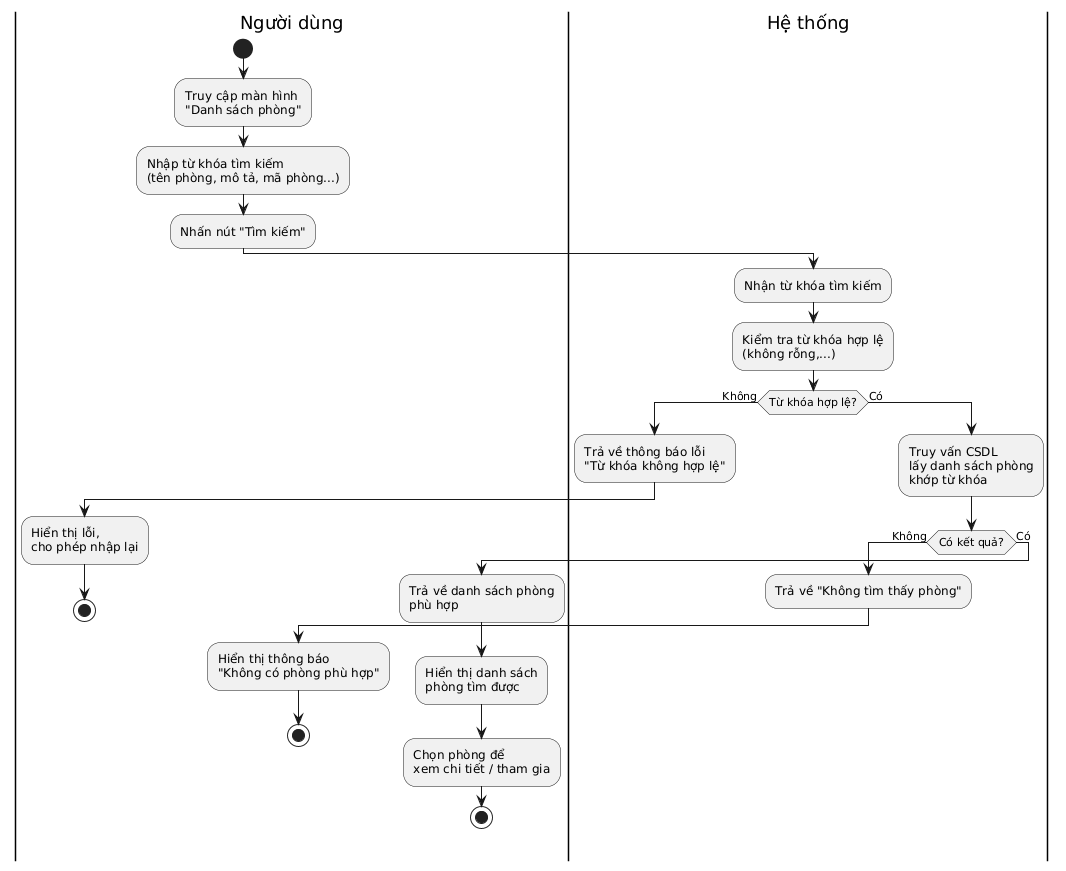 Người dùng
Hệ thống
Truy cập màn hình
"Danh sách phòng"
Nhập từ khóa tìm kiếm
(tên phòng, mô tả, mã phòng...)
Nhấn nút "Tìm kiếm"
Nhận từ khóa tìm kiếm
Kiểm tra từ khóa hợp lệ
(không rỗng,...)
Không
Từ khóa hợp lệ?
Có
Trả về thông báo lỗi
"Từ khóa không hợp lệ"
Truy vấn CSDL
lấy danh sách phòng
khớp từ khóa
Hiển thị lỗi,
cho phép nhập lại
Không
Có kết quả?
Có
Trả về danh sách phòng
phù hợp
Trả về "Không tìm thấy phòng"
Hiển thị thông báo
"Không có phòng phù hợp"
Hiển thị danh sách
phòng tìm được
Chọn phòng để
xem chi tiết / tham gia